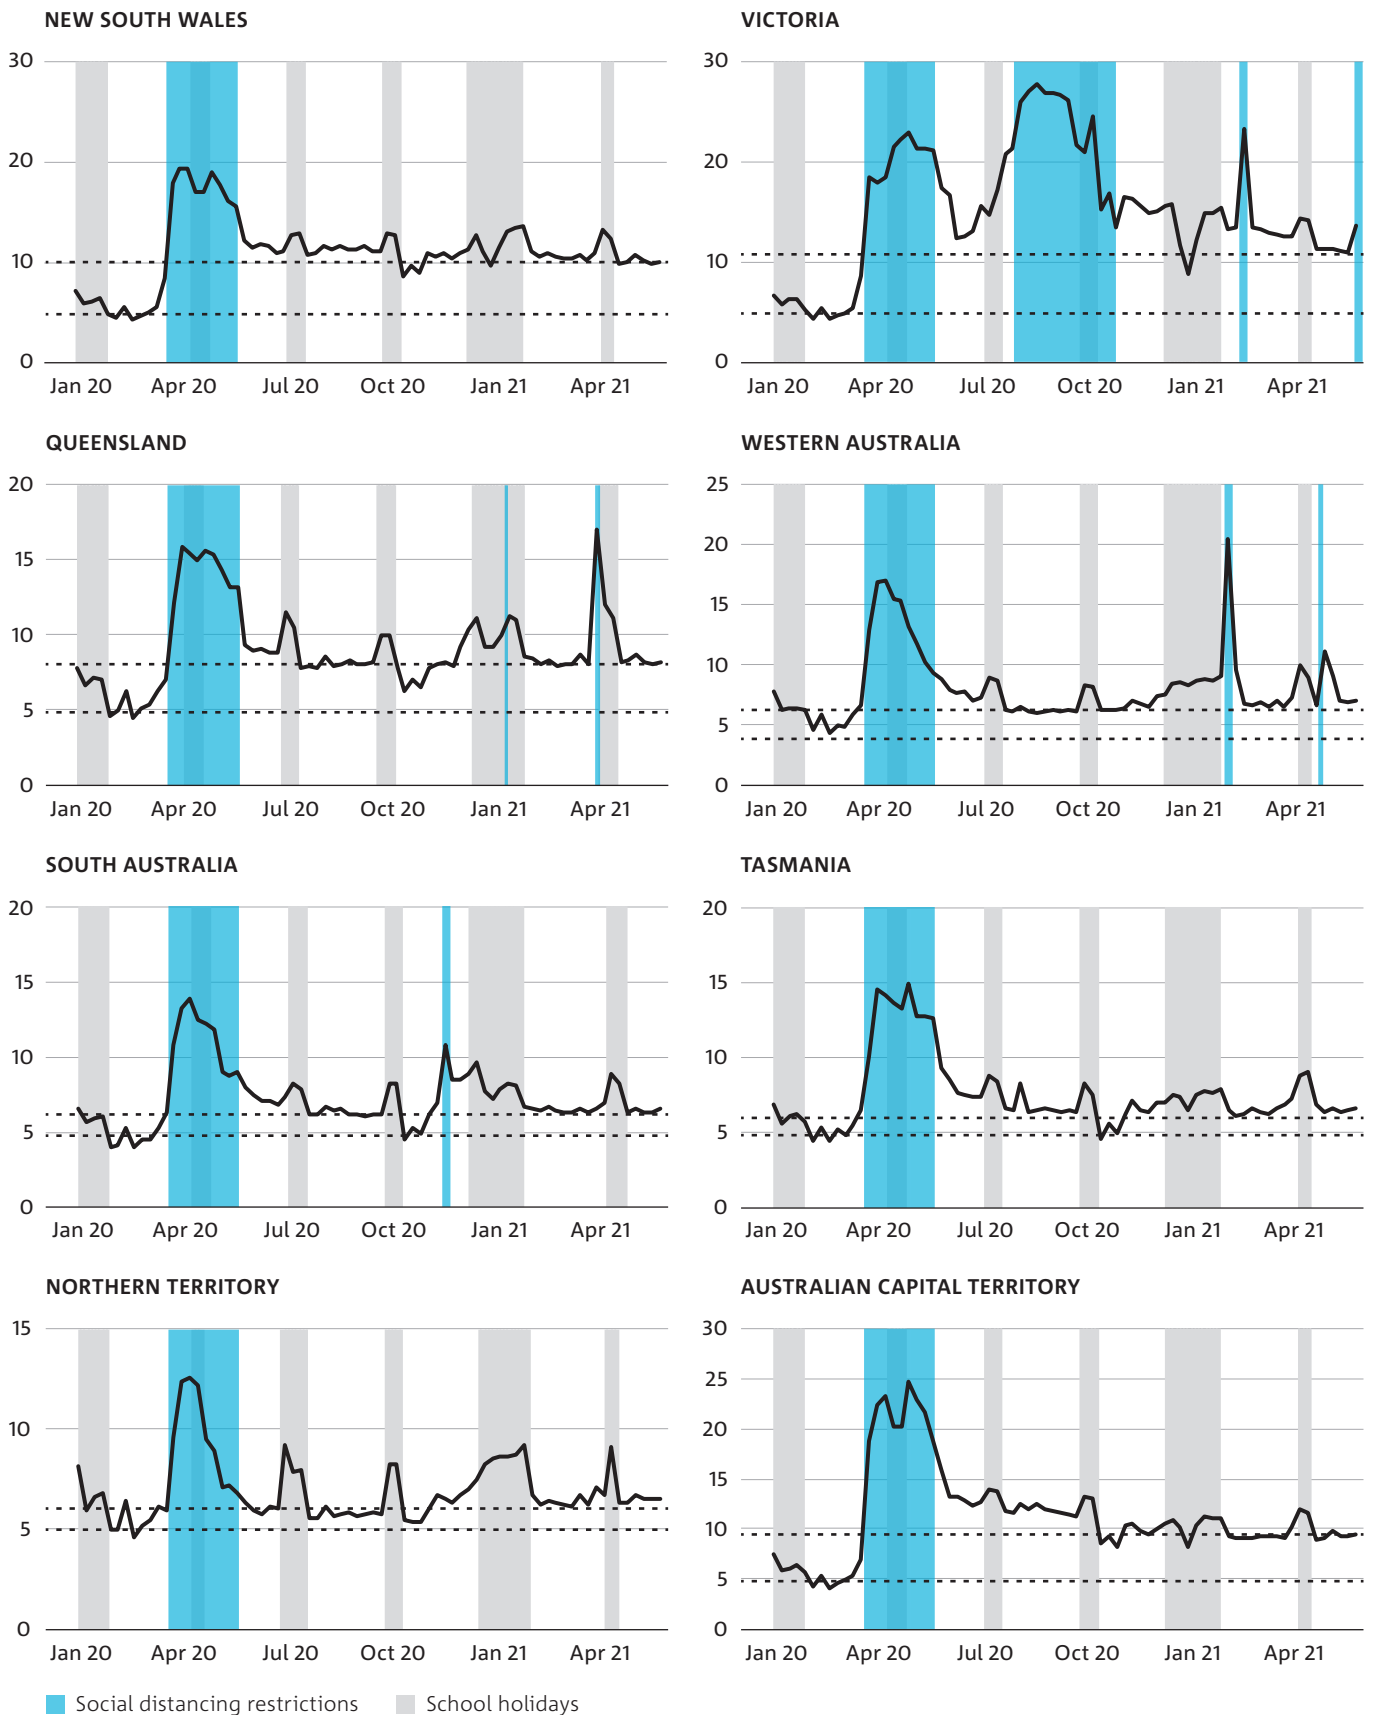 NEW SOUTH WALES
30
20
10
0
Jan 20 Apr 20 Jul 20 Oct 20 Jan 21 Apr 21
VICTORIA
30
20
10
0
Jan 20 Apr 20 Jul 20 Oct 20 Jan 21 Apr 21
QUEENSLAND
20
15
10
5
0
Jan 20 Apr 20 Jul 20 Oct 20 Jan 21 Apr 21
WESTERN AUSTRALIA
25
20
15
10
5
0
Jan 20 Apr 20 Jul 20 Oct 20 Jan 21 Apr 21
SOUTH AUSTRALIA
20
15
10
5
0
Jan 20 Apr 20 Jul 20 Oct 20 Jan 21 Apr 21
TASMANIA
20
15
10
5
0
Jan 20 Apr 20 Jul 20 Oct 20 Jan 21 Apr 21
NORTHERN TERRITORY
15
10
5
0
Jan 20 Apr 20 Jul 20 Oct 20 Jan 21 Apr 21
AUSTRALIAN CAPITAL TERRITORY
30
25
20
15
10
5
0
Jan 20 Apr 20 Jul 20 Oct 20 Jan 21 Apr 21
Social distancing restrictions School holidays